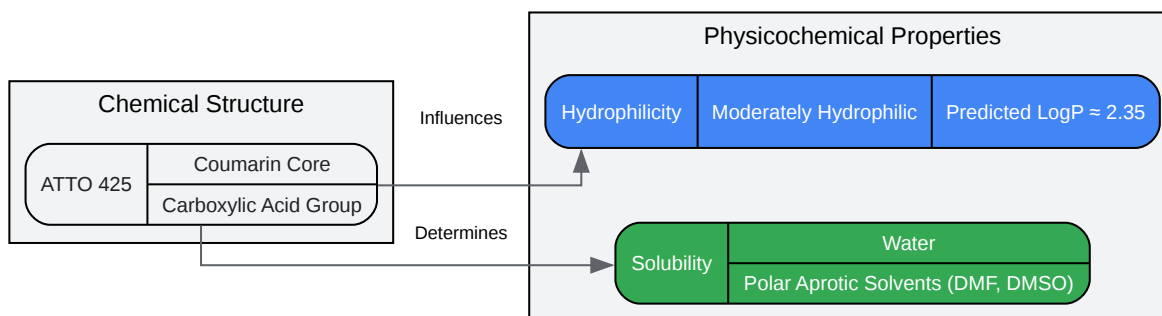 Physicochemical Properties
Chemical Structure
Influences
Hydrophilicity
Moderately Hydrophilic
Predicted LogP ≈ 2.35
ATTO 425
Coumarin Core
Carboxylic Acid Group
Determines
Solubility
Water
Polar Aprotic Solvents (DMF, DMSO)